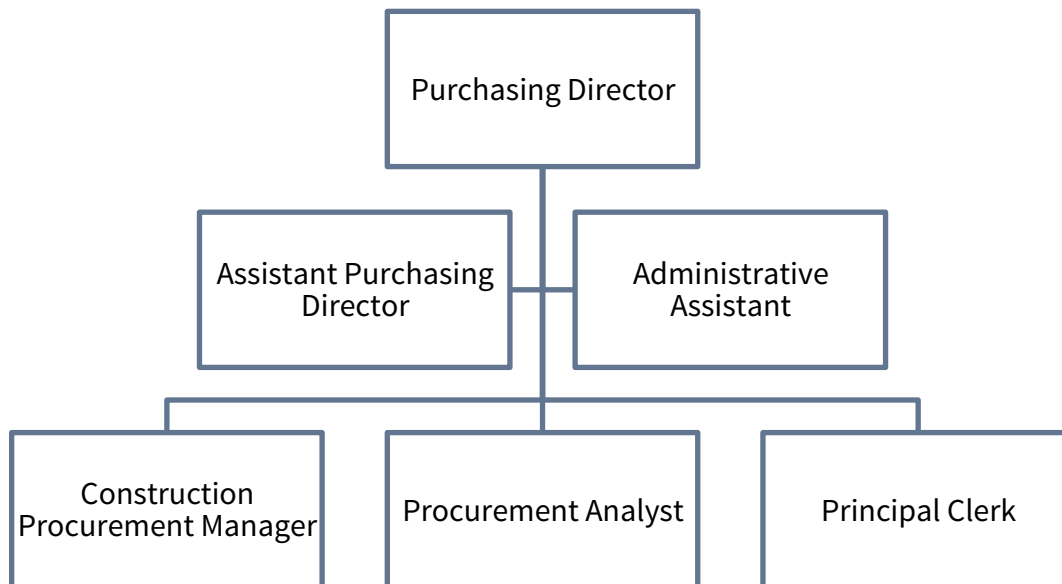 Purchasing Director
Assistant Purchasing
Director
Administrative
Assistant
Construction
Procurement Manager
Procurement Analyst
Principal Clerk